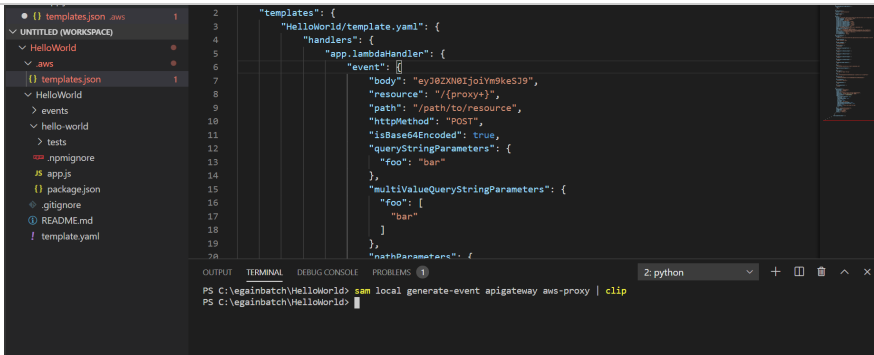 {} templates.json .aws 1
UNTITLED (WORKSPACE)
HelloWorld
.aws
{} templates.json 1
HelloWorld
events
hello-world
tests
.npmignore
JS app.js
{} package.json
.gitignore
README.md
! template.yaml
2 "templates": {
3 "HelloWorld/template.yaml": {
4 "handlers": {
5 "app.lambdaHandler": {
6 "event": {
7 "body": "eyJ0ZXN0IjoiYm9keSJ9",
8 "resource": "/{proxy+}",
9 "path": "/path/to/resource",
10 "httpMethod": "POST",
11 "isBase64Encoded": true,
12 "queryStringParameters": {
13 "foo": "bar"
14 },
15 "multiValueQueryStringParameters": {
16 "foo": [
17 "bar"
18 ]
19 },
20 "pathParameters": {
OUTPUT TERMINAL DEBUG CONSOLE PROBLEMS 1 2: python
PS C:\egainbatch\HelloWorld> sam local generate-event apigateway aws-proxy | clip
PS C:\egainbatch\HelloWorld>